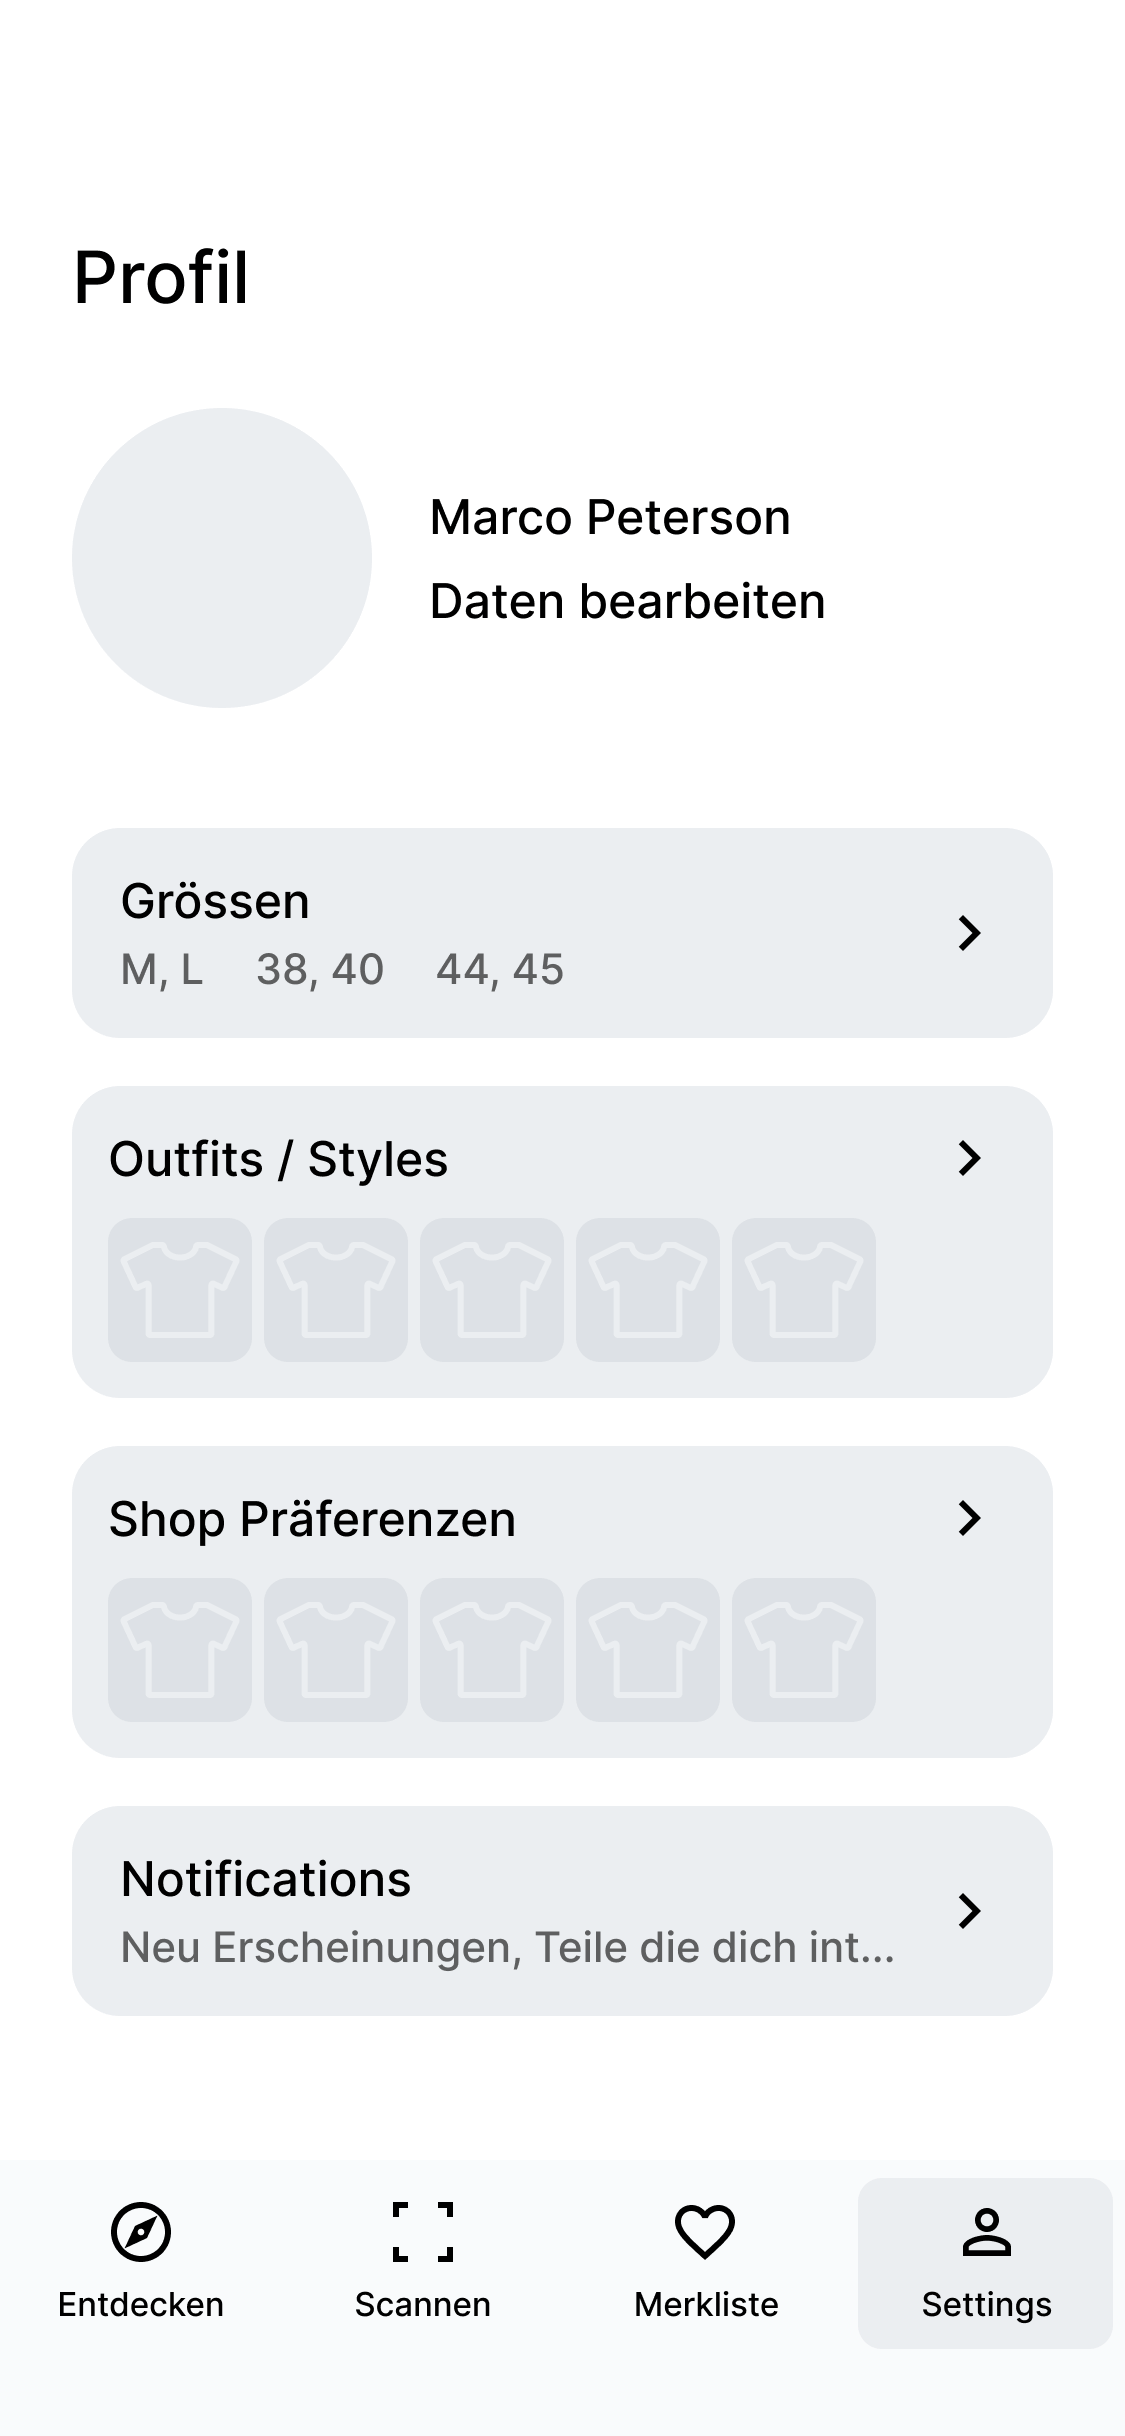 Profil
Marco Peterson
Daten bearbeiten
Grössen
M, L 38, 40 44, 45
Outfits / Styles
Shop Präferenzen
Notifications
Neu Erscheinungen, Teile die dich int...
Entdecken Scannen Merkliste Settings